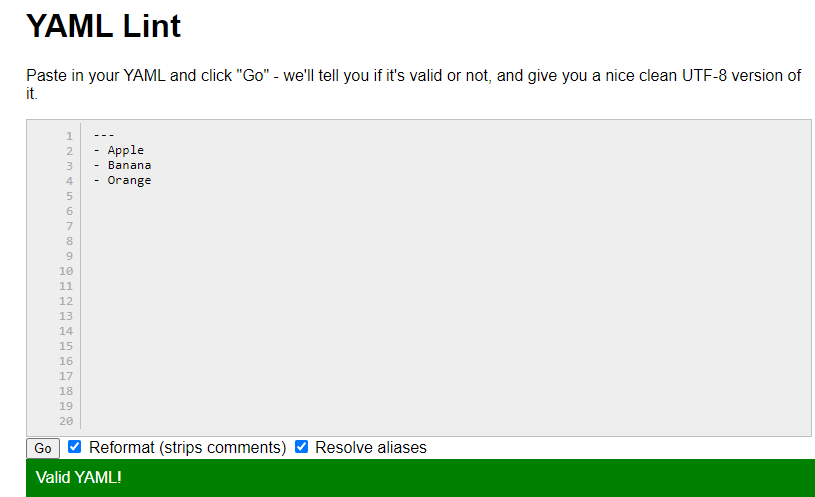 YAML Lint
Paste in your YAML and click "Go" - we'll tell you if it's valid or not, and give you a nice clean UTF-8 version of
it.
1 ---
2 - Apple
3 - Banana
4 - Orange
5
6
7
8
9
10
11
12
13
14
15
16
17
18
19
20
Go Reformat (strips comments) Resolve aliases
Valid YAML!